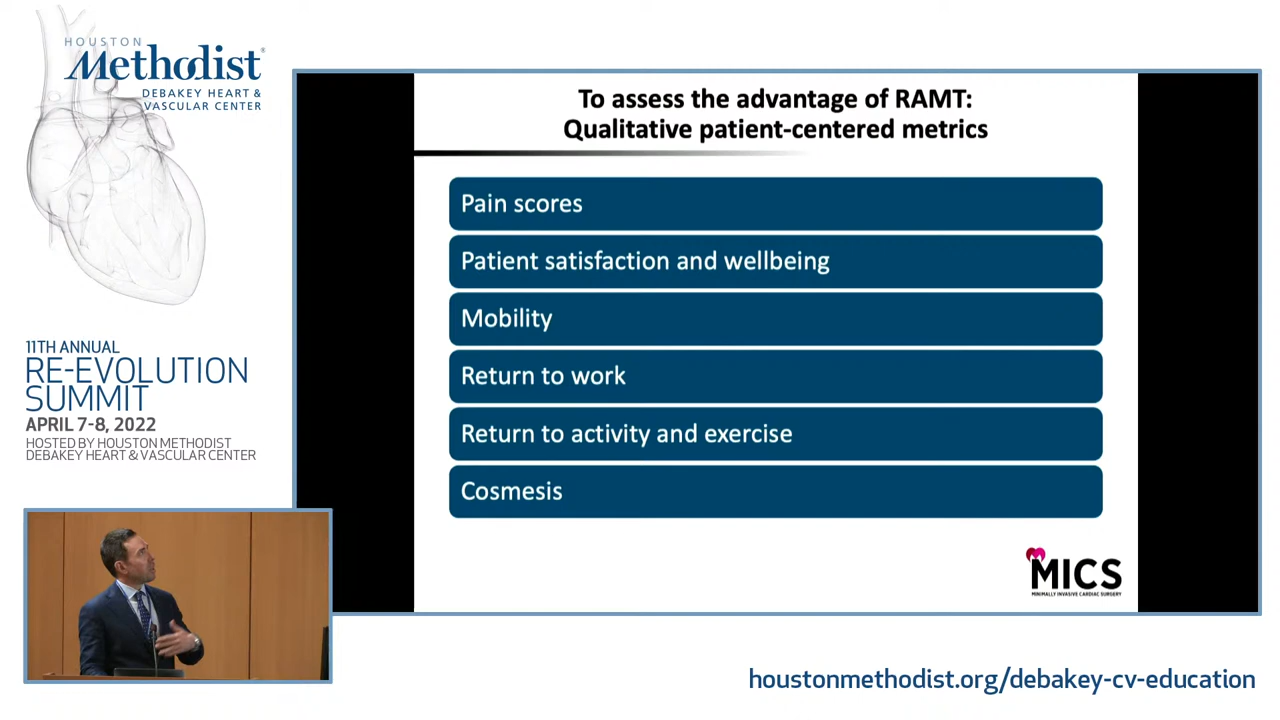 HOUSTON
Methodist®
DEBAKEY HEART &
VASCULAR CENTER
11TH ANNUAL
RE-EVOLUTION
SUMMIT
APRIL 7-8, 2022
HOSTED BY HOUSTON METHODIST
DEBAKEY HEART & VASCULAR CENTER
To assess the advantage of RAMT:
Qualitative patient-centered metrics
Pain scores
Patient satisfaction and wellbeing
Mobility
Return to work
Return to activity and exercise
Cosmesis
MICS
MINIMALLY INVASIVE CARDIAC SURGERY
houstonmethodist.org/debakey-cv-education